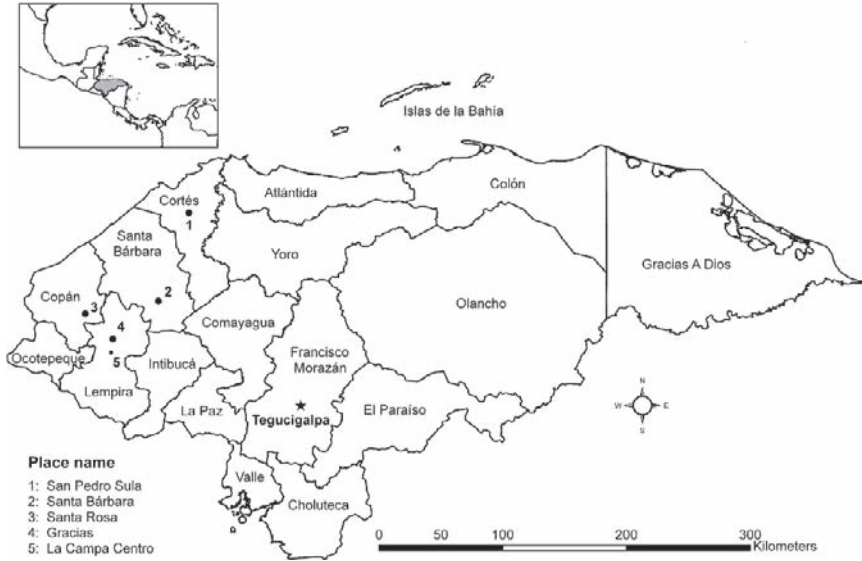 Islas de la Bahía
Cortés
1
Atlántida
Colón
Santa
Bárbara
Yoro
Gracias A Dios
Copán
3
2
Olancho
4
Comayagua
Ocotepeque
5
Intibucá
Francisco
Morazán
Lempira
La Paz
Tegucigalpa
El Paraíso
N
W
E
S
Place name
1: San Pedro Sula
2: Santa Bárbara
3: Santa Rosa
4: Gracias
5: La Campa Centro
Valle
Choluteca
0 50 100 200 300
Kilometers